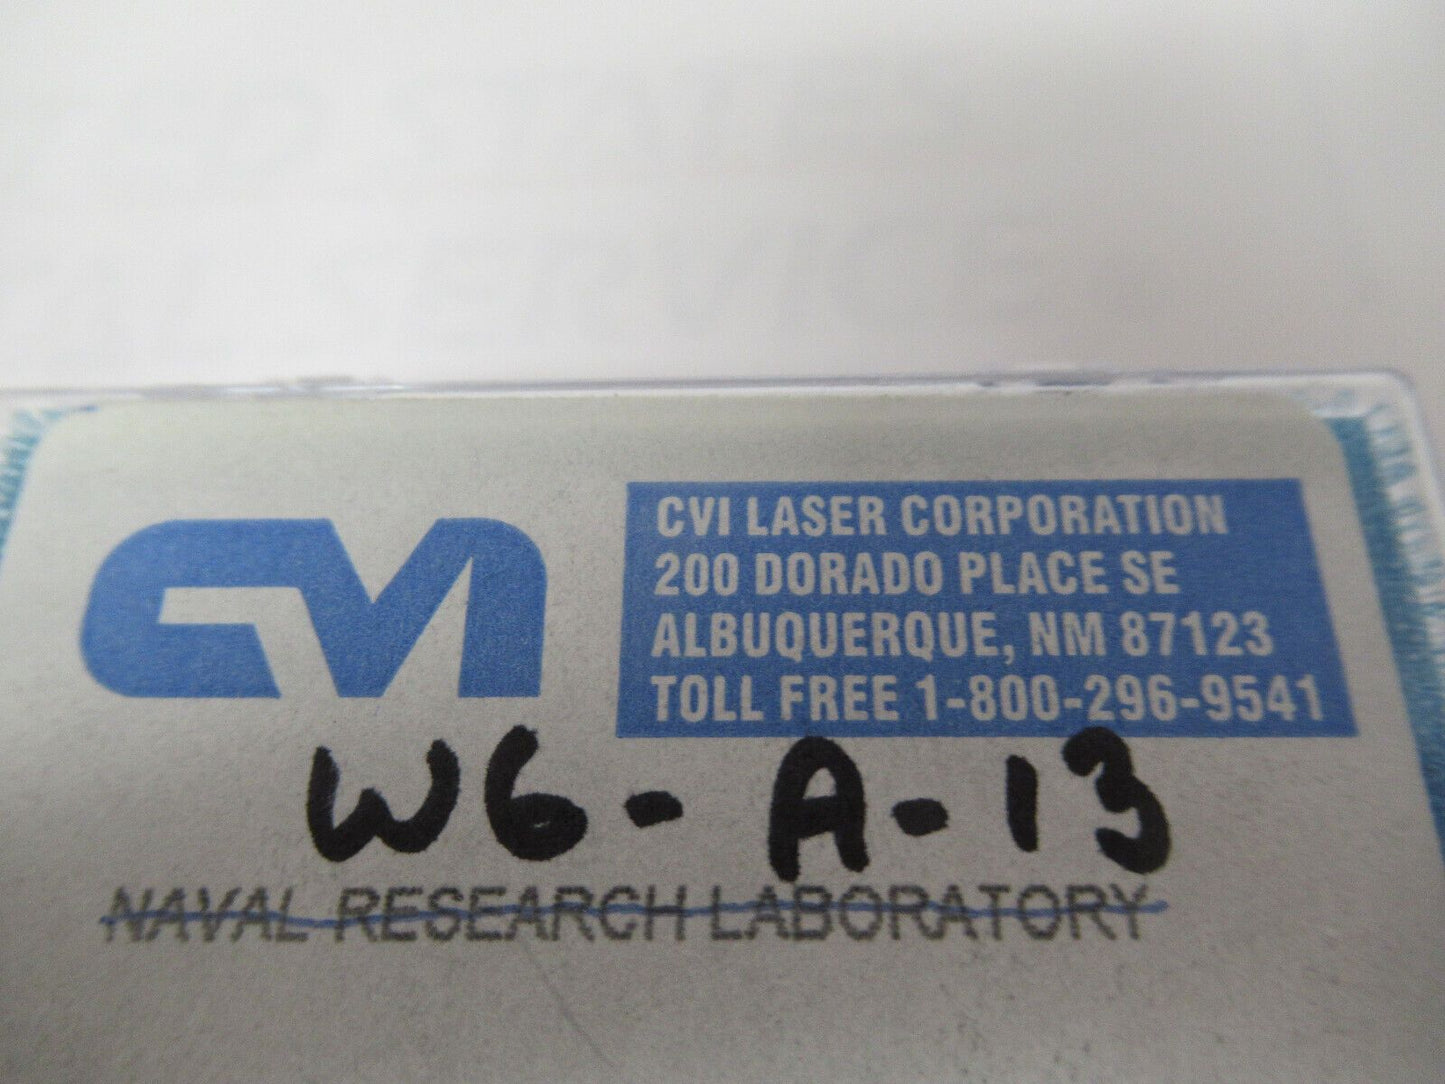 CVI
CVI LASER CORPORATION
200 DORADO PLACE SE
ALBUQUERQUE, NM 87123
TOLL FREE 1-800-296-9541
W6-A-13
NAVAL RESEARCH LABORATORY